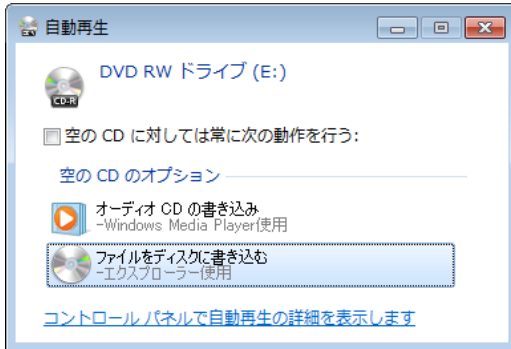 自動再生
DVD RW ドライブ (E:)
CD-R
空の CD に対しては常に次の動作を行う:
空の CD のオプション
オーディオ CD の書き込み
-Windows Media Player使用
ファイルをディスクに書き込む
-エクスプローラー使用
コントロール パネルで自動再生の詳細を表示します